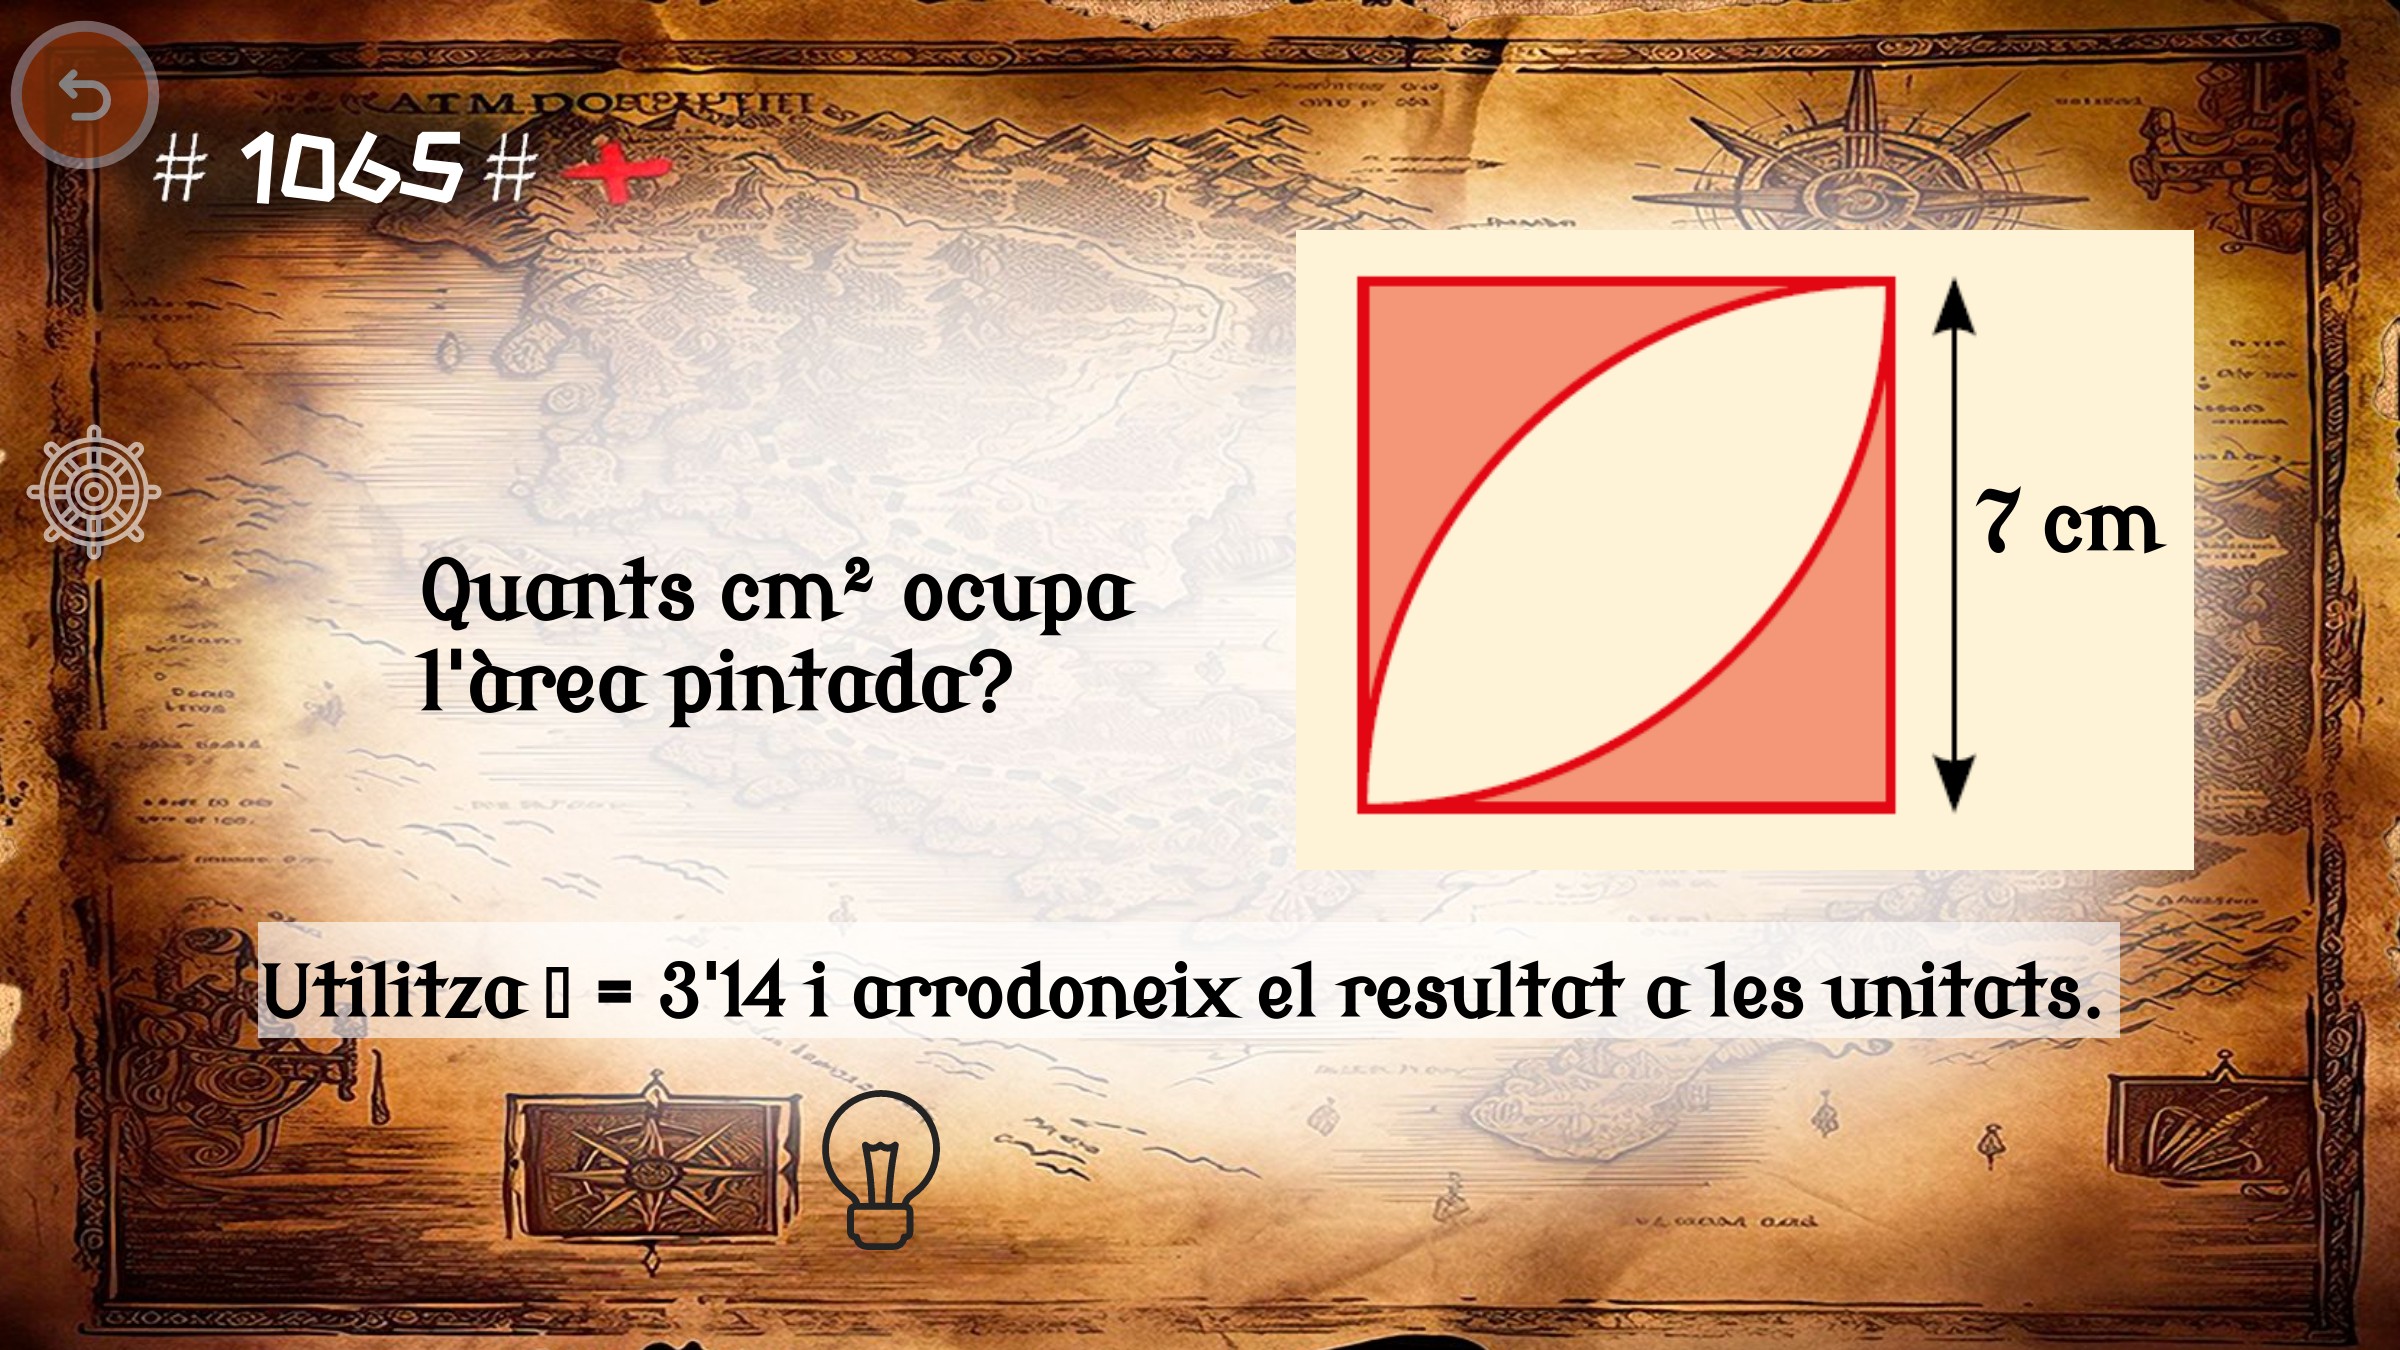 # 1065 #
7 cm
Quants cm² ocupa
l'àrea pintada?
Utilitza ▯ = 3'14 i arrodoneix el resultat a les unitats.